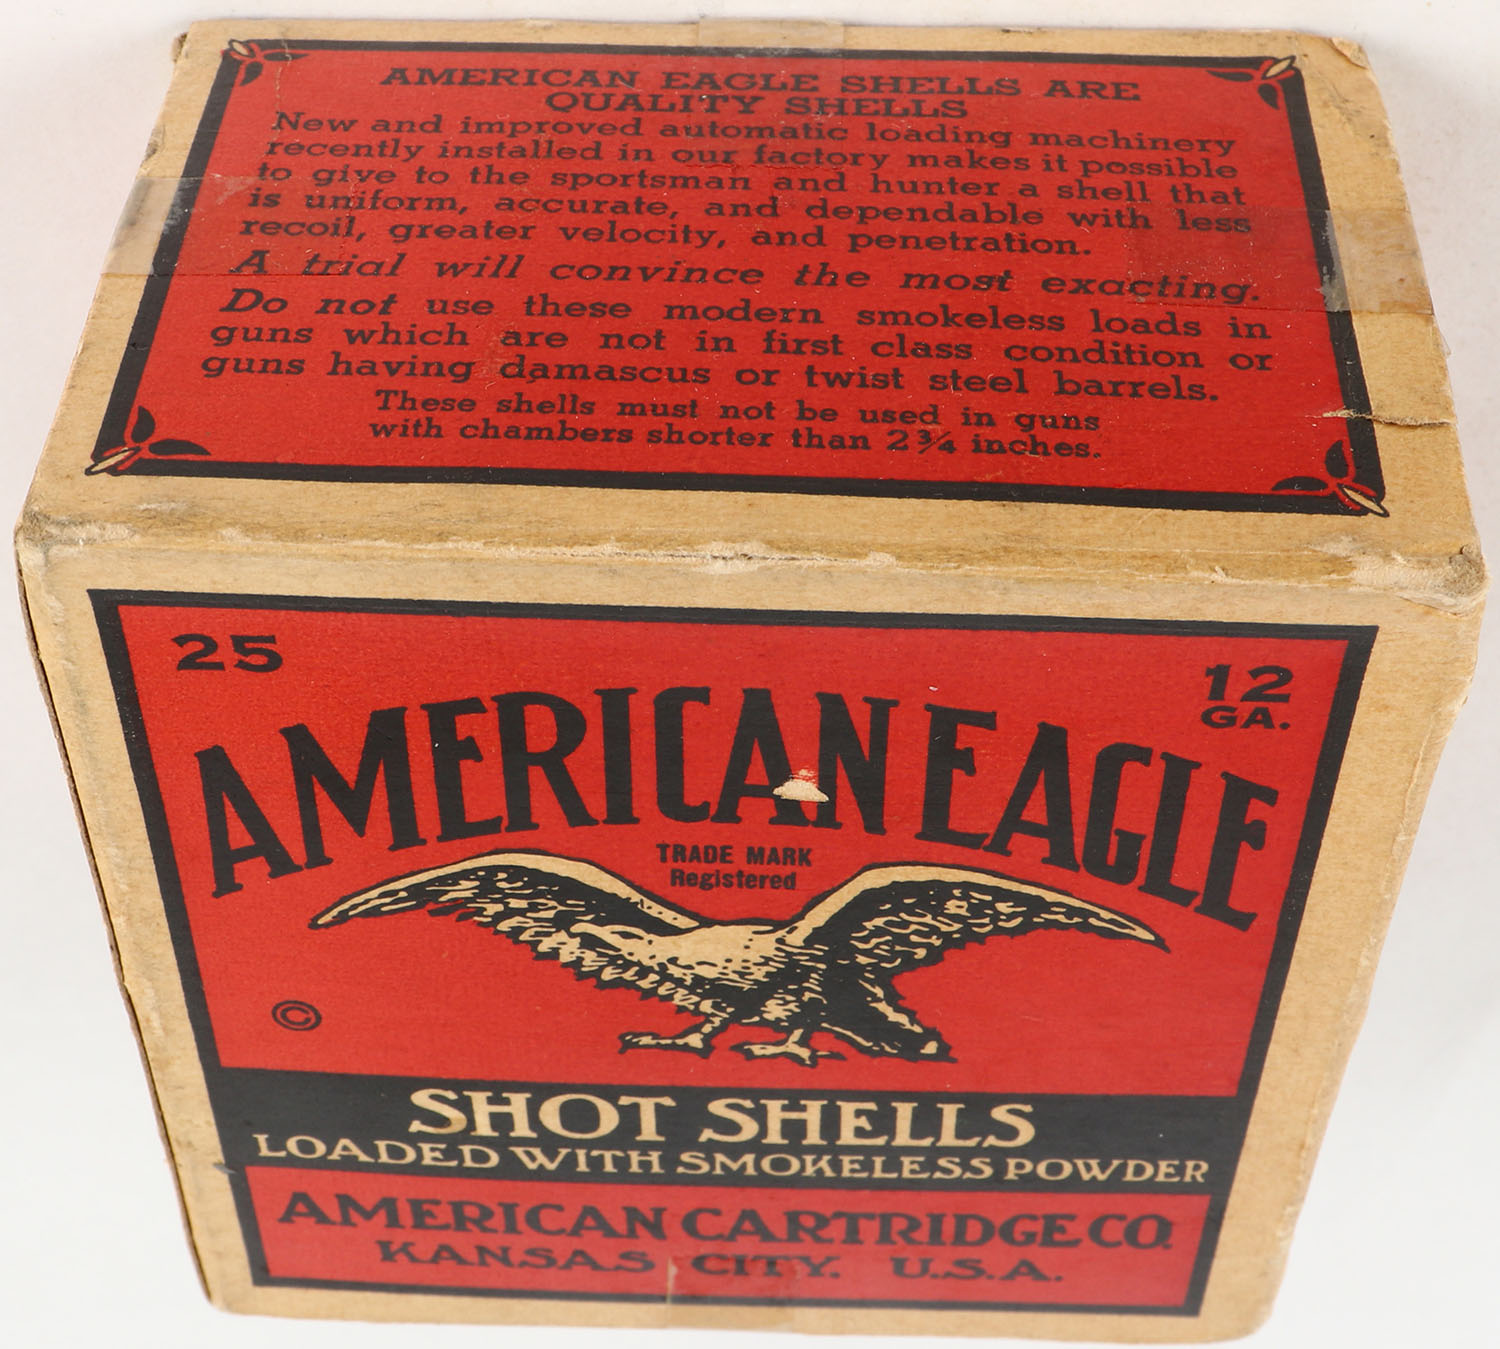 AMERICAN EAGLE SHELLS ARE
QUALITY SHELLS
New and improved automatic loading machinery
recently installed in our factory makes it possible
to give to the sportsman and hunter a shell that
is uniform, accurate, and dependable with less
recoil, greater velocity, and penetration.
A trial will convince the most exacting.
Do not use these modern smokeless loads in
guns which are not in first class condition or
guns having damascus or twist steel barrels.
These shells must not be used in guns
with chambers shorter than 2¾ inches.
25
12
GA.
AMERICAN EAGLE
TRADE MARK
Registered
©
SHOT SHELLS
LOADED WITH SMOKELESS POWDER
AMERICAN CARTRIDGE CO.
KANSAS CITY. U.S.A.